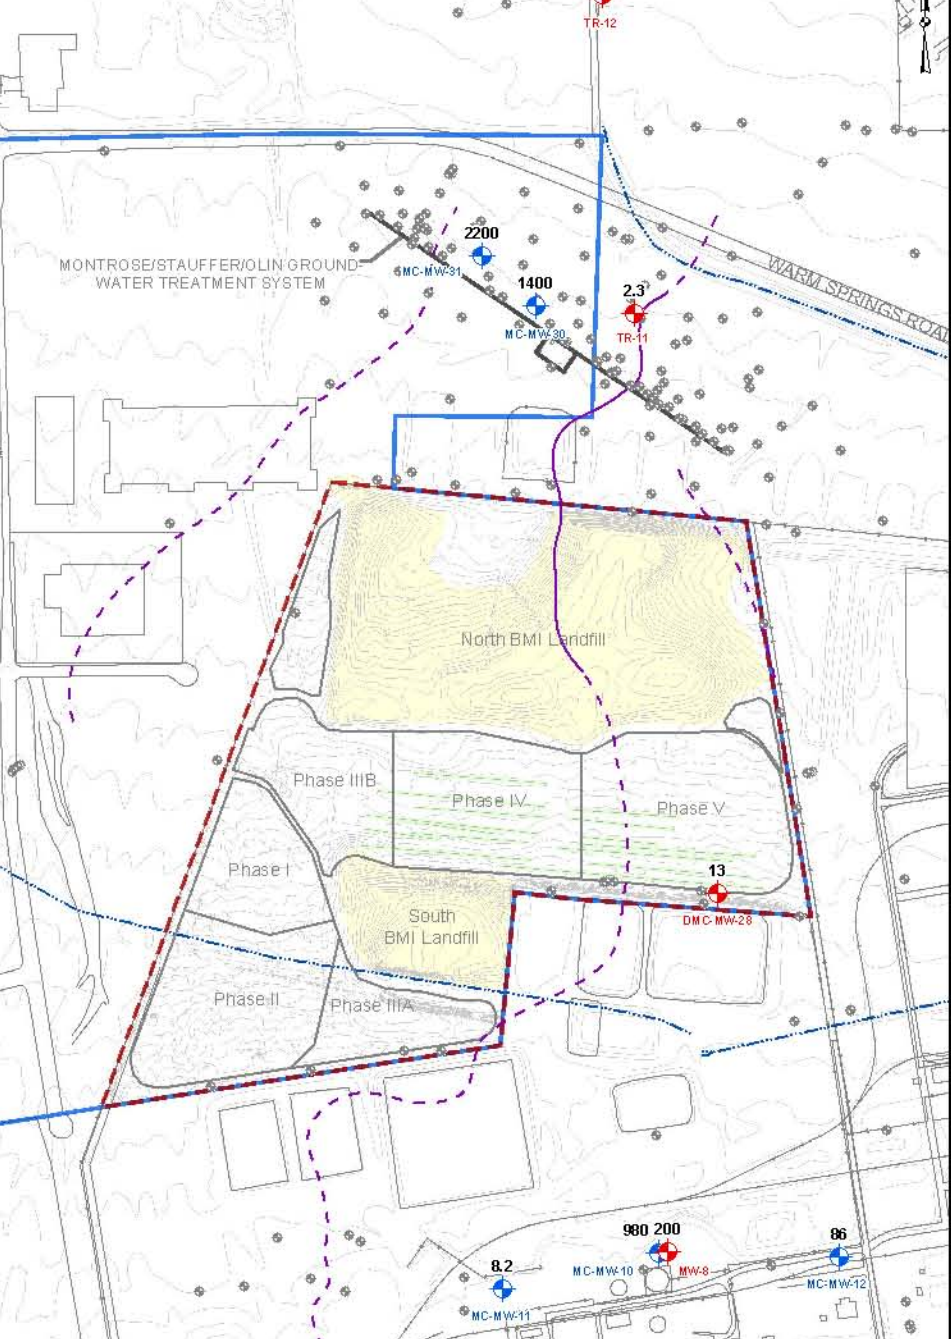 TR-12
2200
MONTROSE/STAUFFER/OLIN GROUND-
WATER TREATMENT SYSTEM
MC-MW-31
1400
MC-MW-30
2.3
TR-11
WARM SPRINGS ROAD
North BMI Landfill
Phase IIIB
Phase IV
Phase V
Phase I
13
DMC-MW-28
South
BMI Landfill
Phase II
Phase IIIA
980 200
MC-MW-10 MW-8
86
MC-MW-12
8.2
MC-MW-11